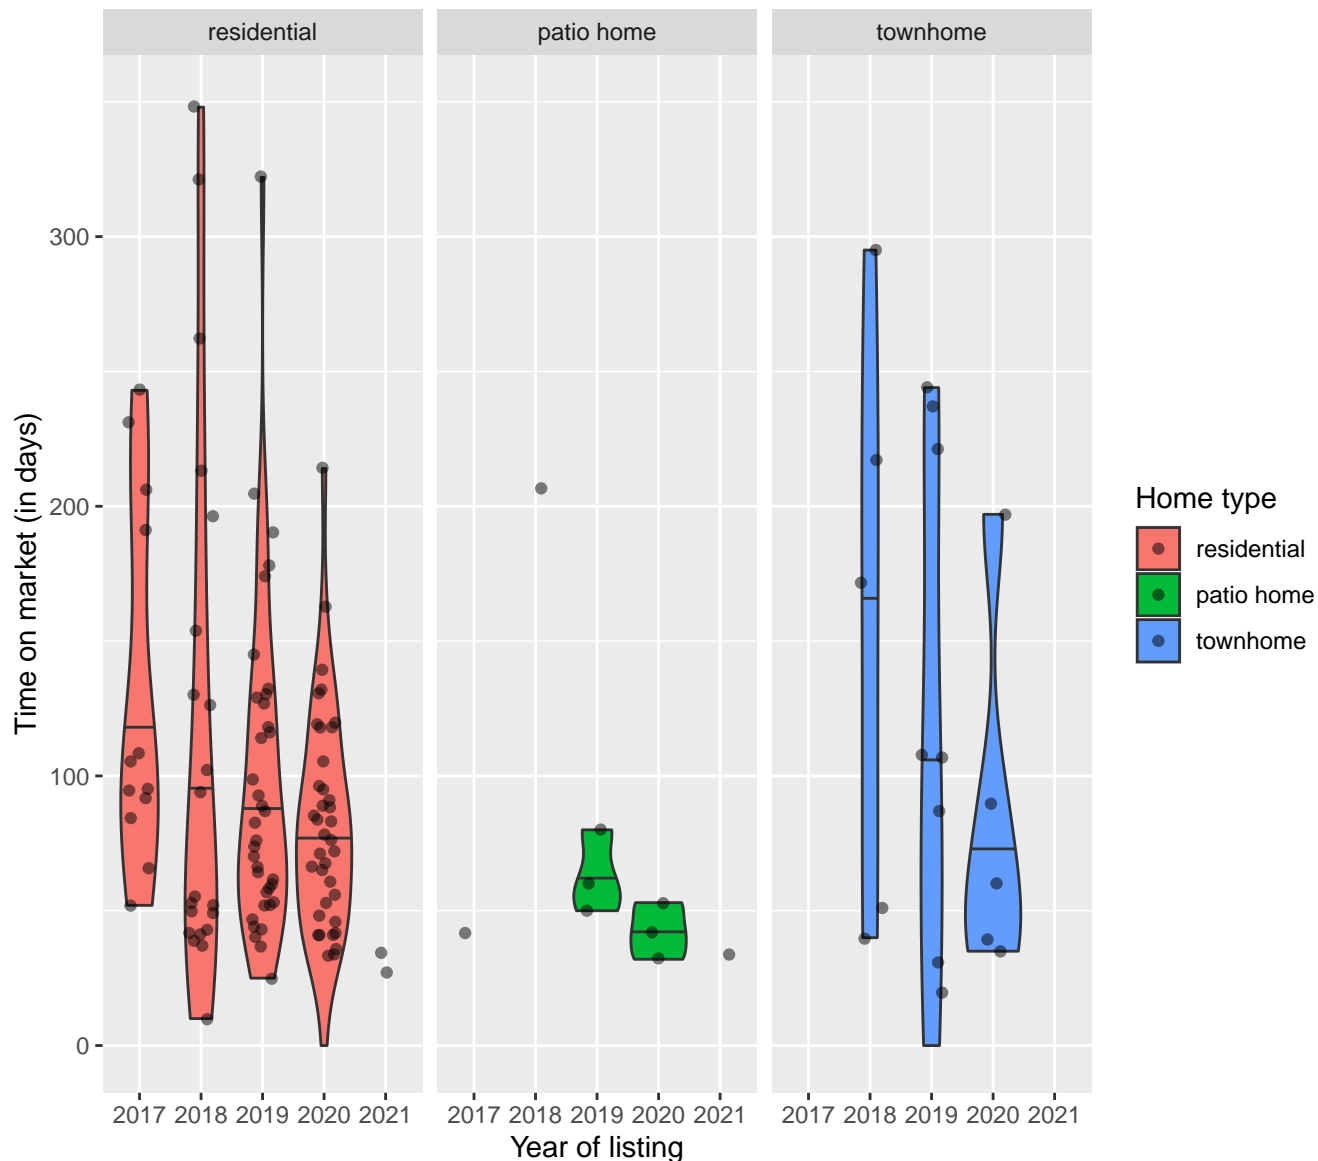 residential patio home townhome
300
200
100
0
Time on market (in days)
2017 2018 2019 2020 2021 2017 2018 2019 2020 2021 2017 2018 2019 2020 2021
Year of listing
Home type
residential
patio home
townhome